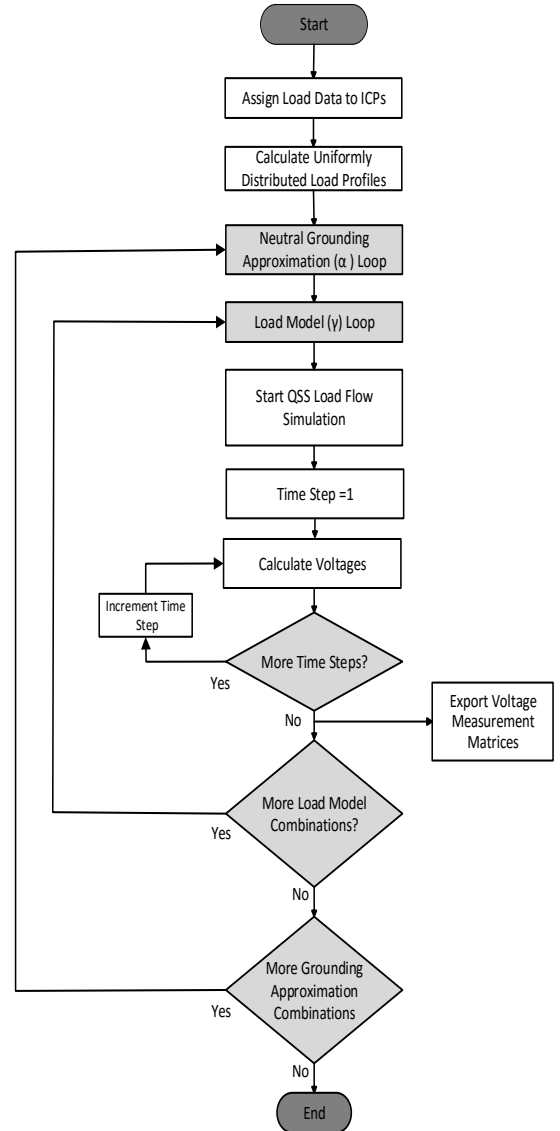 Start
Assign Load Data to ICPs
Calculate Uniformly
Distributed Load Profiles
Neutral Grounding
Approximation (α ) Loop
Load Model (γ) Loop
Start QSS Load Flow
Simulation
Time Step =1
Calculate Voltages
Increment Time
Step
More Time Steps?
Yes
No
Export Voltage
Measurement
Matrices
More Load Model
Combinations?
Yes
No
More Grounding
Approximation
Combinations
Yes
No
End